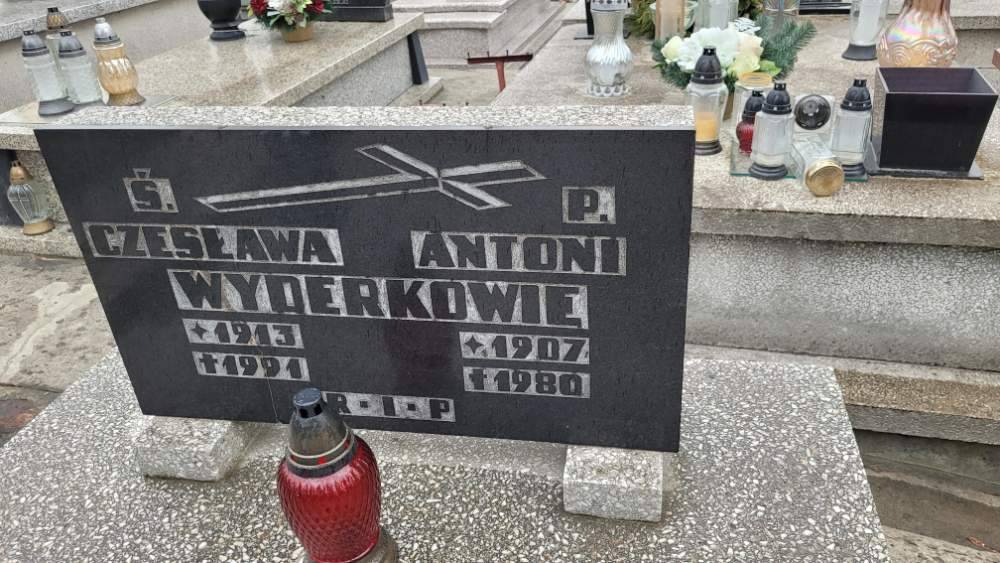 Ś. P.
CZESŁAWA ANTONI
WYDERKOWIE
✦1913 ✦1907
✝1991 ✝1980
R·I·P